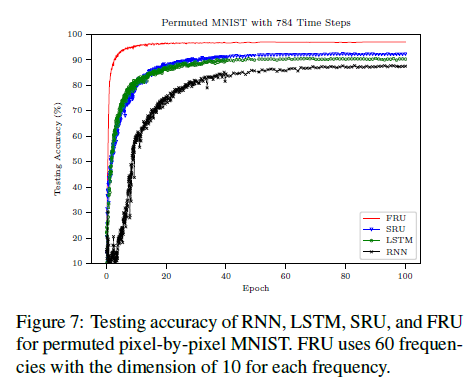 Permuted MNIST with 784 Time Steps
100
90
80
70
60
50
40
30
20
10
Testing Accuracy (%)
0
20
40
60
80
100
Epoch
FRU
SRU
LSTM
RNN
Figure 7: Testing accuracy of RNN, LSTM, SRU, and FRU
for permuted pixel-by-pixel MNIST. FRU uses 60 frequen-
cies with the dimension of 10 for each frequency.